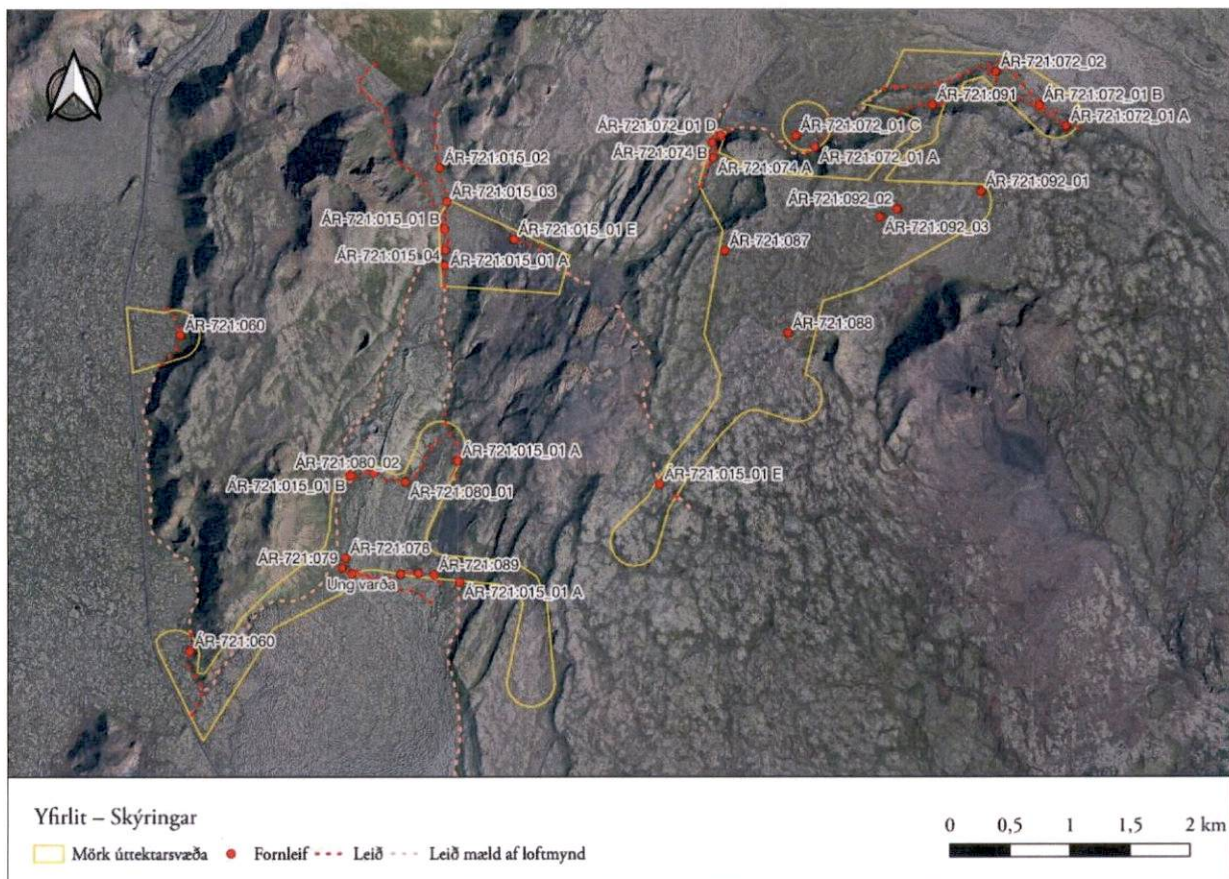 ÁR-721:072_02
ÁR-721:091
ÁR-721:072_01 B
ÁR-721:072_01 A
ÁR-721:072_01 D
ÁR-721:072_01 C
ÁR-721:074 B
ÁR-721:072_01 A
ÁR-721:074 A
ÁR-721:015_02
ÁR-721:015_03
ÁR-721:092_01
ÁR-721:092_02
ÁR-721:092_03
ÁR-721:015_01 B
ÁR-721:015_01 E
ÁR-721:087
ÁR-721:015_04
ÁR-721:015_01 A
ÁR-721:060
ÁR-721:088
ÁR-721:015_01 A
ÁR-721:080_02
ÁR-721:015_01 B
ÁR-721:080_01
ÁR-721:015_01 E
ÁR-721:079
ÁR-721:078
ÁR-721:089
Ung varða
ÁR-721:015_01 A
ÁR-721:060
Yfirlit – Skýringar
Mörk úttektarsvæða
Fornleif
Leið
Leið mæld af loftmynd
0 0,5 1 1,5 2 km